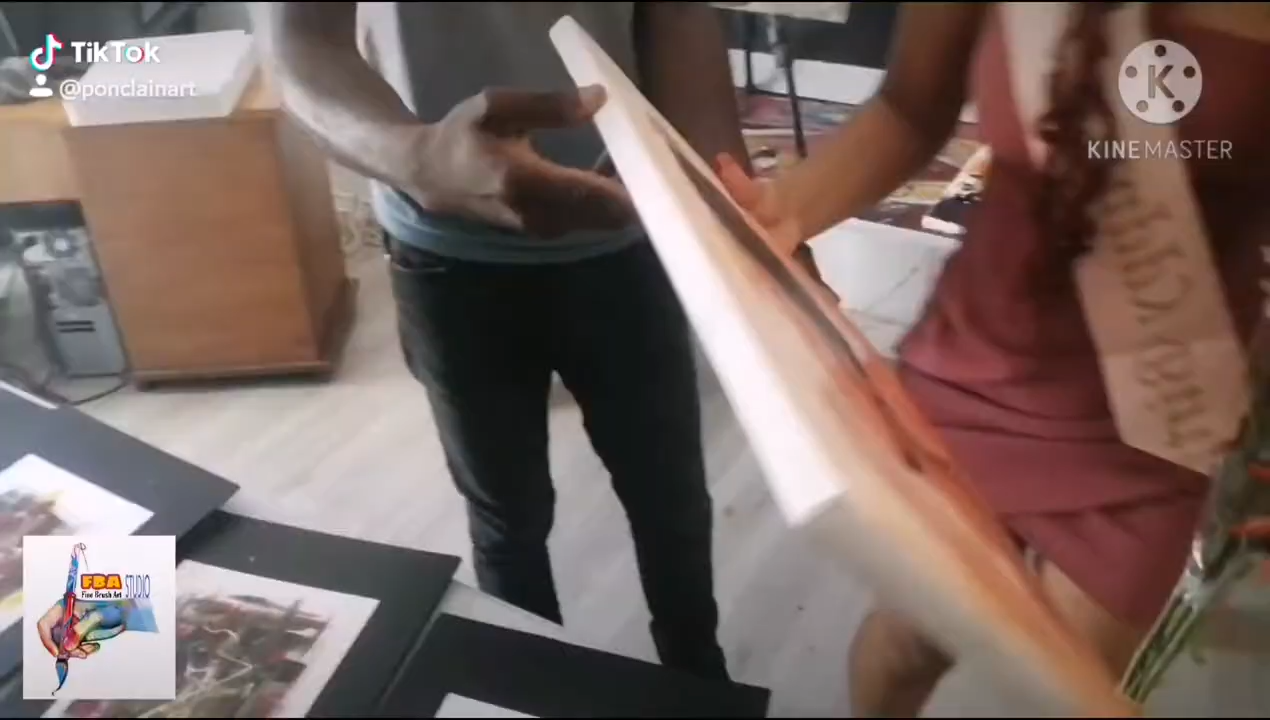 TikTok
@ponclainart
K
KINEMASTER
FBA STUDIO
Fine Brush Art